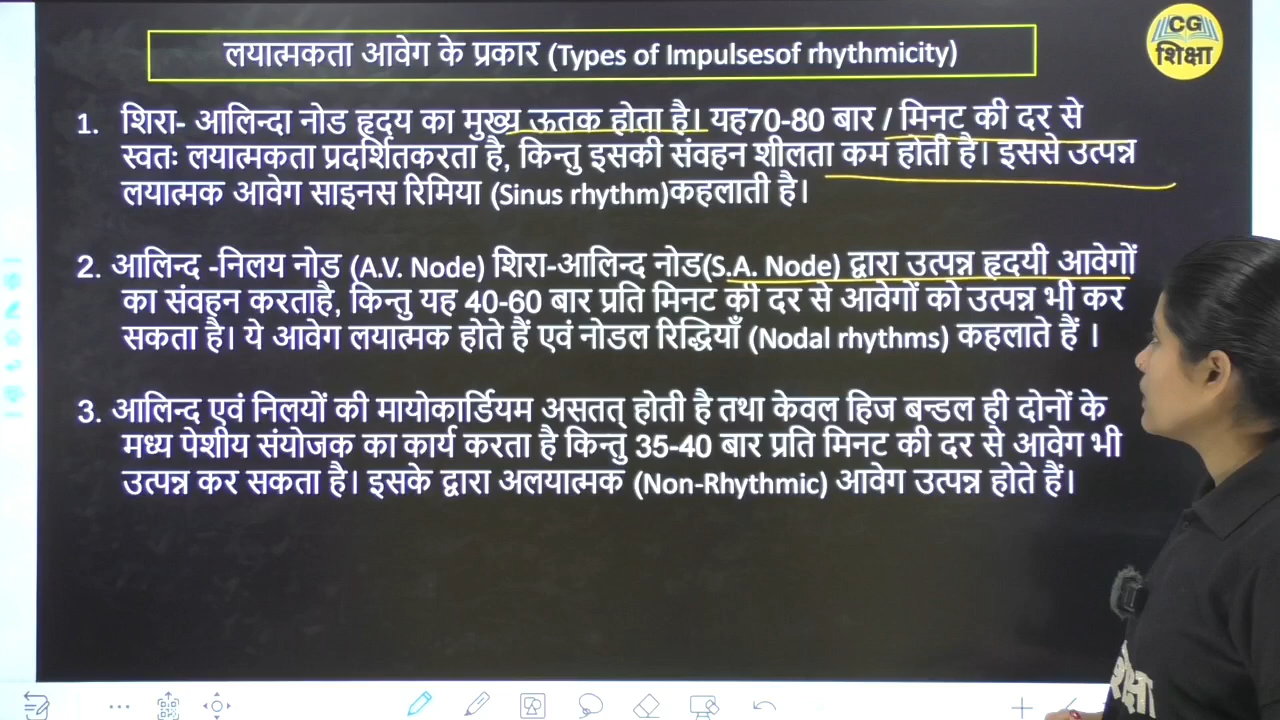 लयात्मकता आवेग के प्रकार (Types of Impulsesof rhythmicity)
CG
शिक्षा
1. शिरा- आलिन्दा नोड हृदय का मुख्य ऊतक होता है। यह70-80 बार / मिनट की दर से
स्वतः लयात्मकता प्रदर्शितकरता है, किन्तु इसकी संवहन शीलता कम होती है। इससे उत्पन्न
लयात्मक आवेग साइनस रिमिया (Sinus rhythm)कहलाती है।
2. आलिन्द -निलय नोड (A.V. Node) शिरा-आलिन्द नोड(S.A. Node) द्वारा उत्पन्न हृदयी आवेगों
का संवहन करताहै, किन्तु यह 40-60 बार प्रति मिनट की दर से आवेगों को उत्पन्न भी कर
सकता है। ये आवेग लयात्मक होते हैं एवं नोडल रिद्धियाँ (Nodal rhythms) कहलाते हैं ।
3. आलिन्द एवं निलयों की मायोकार्डियम असतत् होती है तथा केवल हिज बन्डल ही दोनों के
मध्य पेशीय संयोजक का कार्य करता है किन्तु 35-40 बार प्रति मिनट की दर से आवेग भी
उत्पन्न कर सकता है। इसके द्वारा अलयात्मक (Non-Rhythmic) आवेग उत्पन्न होते हैं।